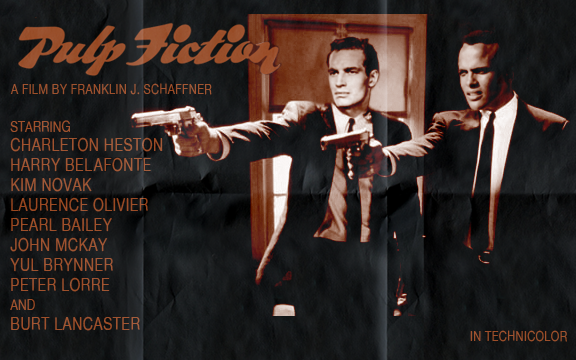 Pulp Fiction
A FILM BY FRANKLIN J. SCHAFFNER
STARRING
CHARLETON HESTON
HARRY BELAFONTE
KIM NOVAK
LAURENCE OLIVIER
PEARL BAILEY
JOHN MCKAY
YUL BRYNNER
PETER LORRE
AND
BURT LANCASTER
IN TECHNICOLOR